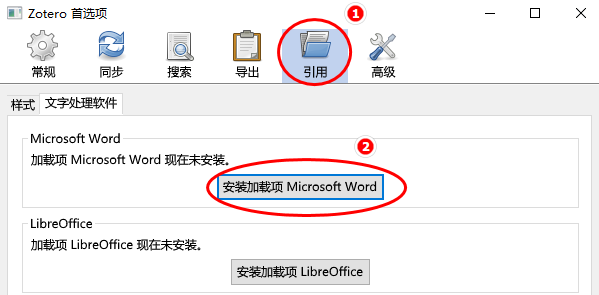 Zotero 首选项
1
常规 同步 搜索 导出 引用 高级
样式 文字处理软件
2
Microsoft Word
加载项 Microsoft Word 现在未安装。
安装加载项 Microsoft Word
LibreOffice
加载项 LibreOffice 现在未安装。
安装加载项 LibreOffice